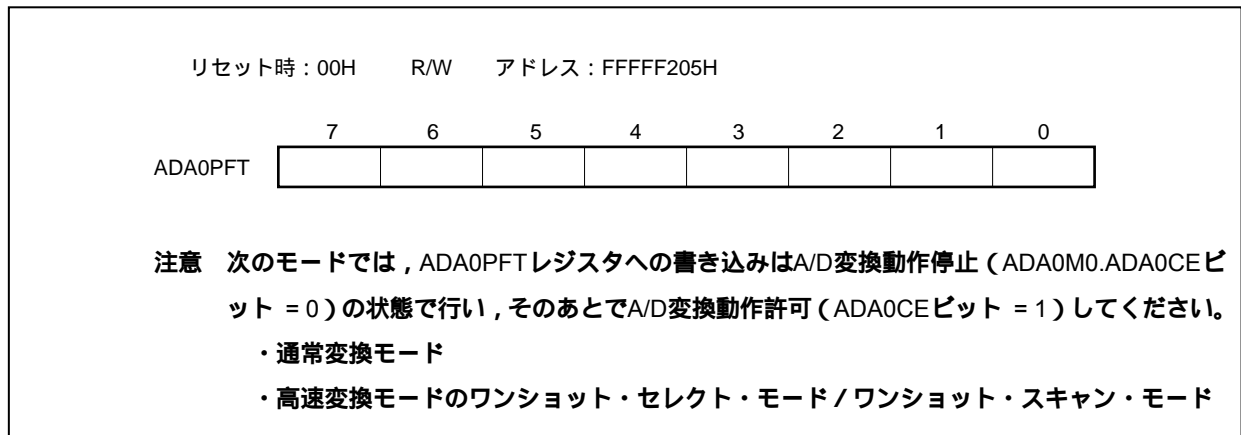 リセット時：00H　　R/W　　アドレス：FFFFF205H
7 6 5 4 3 2 1 0
ADA0PFT
注意　次のモードでは，ADA0PFTレジスタへの書き込みはA/D変換動作停止（ADA0M0.ADA0CEビ
ット = 0）の状態で行い，そのあとでA/D変換動作許可（ADA0CEビット = 1）してください。
・通常変換モード
・高速変換モードのワンショット・セレクト・モード／ワンショット・スキャン・モード